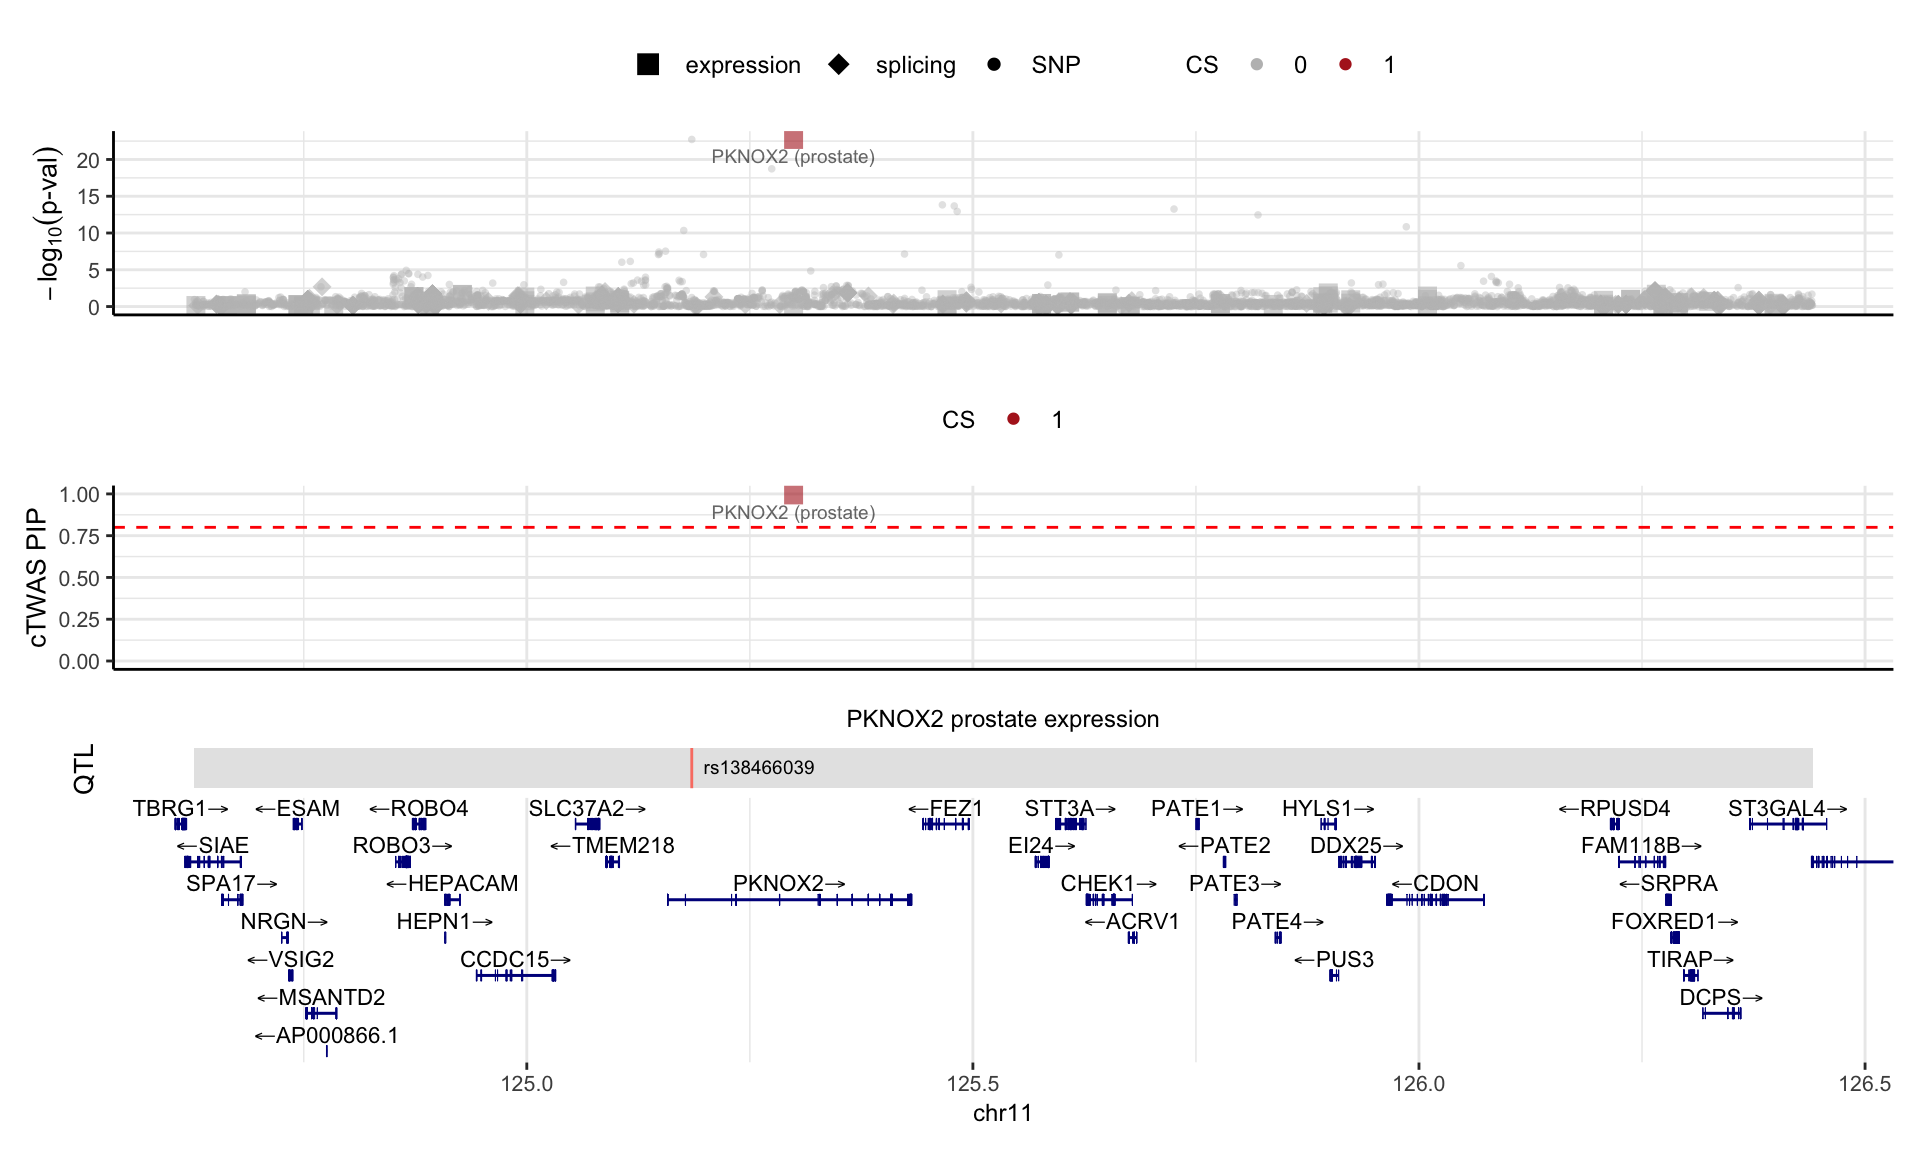 expression splicing SNP CS 0 1
−log10(p-val)
20
15
10
5
0
PKNOX2 (prostate)
CS 1
cTWAS PIP
1.00
0.75
0.50
0.25
0.00
PKNOX2 (prostate)
PKNOX2 prostate expression
QTL
rs138466039
TBRG1→ ←ESAM ←ROBO4 SLC37A2→ ←FEZ1 STT3A→ PATE1→ HYLS1→ ←RPUSD4 ST3GAL4→
←SIAE ROBO3→ ←TMEM218 EI24→ ←PATE2 DDX25→ FAM118B→
SPA17→ ←HEPACAM PKNOX2→ CHEK1→ PATE3→ ←CDON ←SRPRA
NRGN→ HEPN1→ ←ACRV1 PATE4→ FOXRED1→
←VSIG2 CCDC15→ ←PUS3 TIRAP→
←MSANTD2 DCPS→
←AP000866.1
125.0 125.5 126.0 126.5
chr11